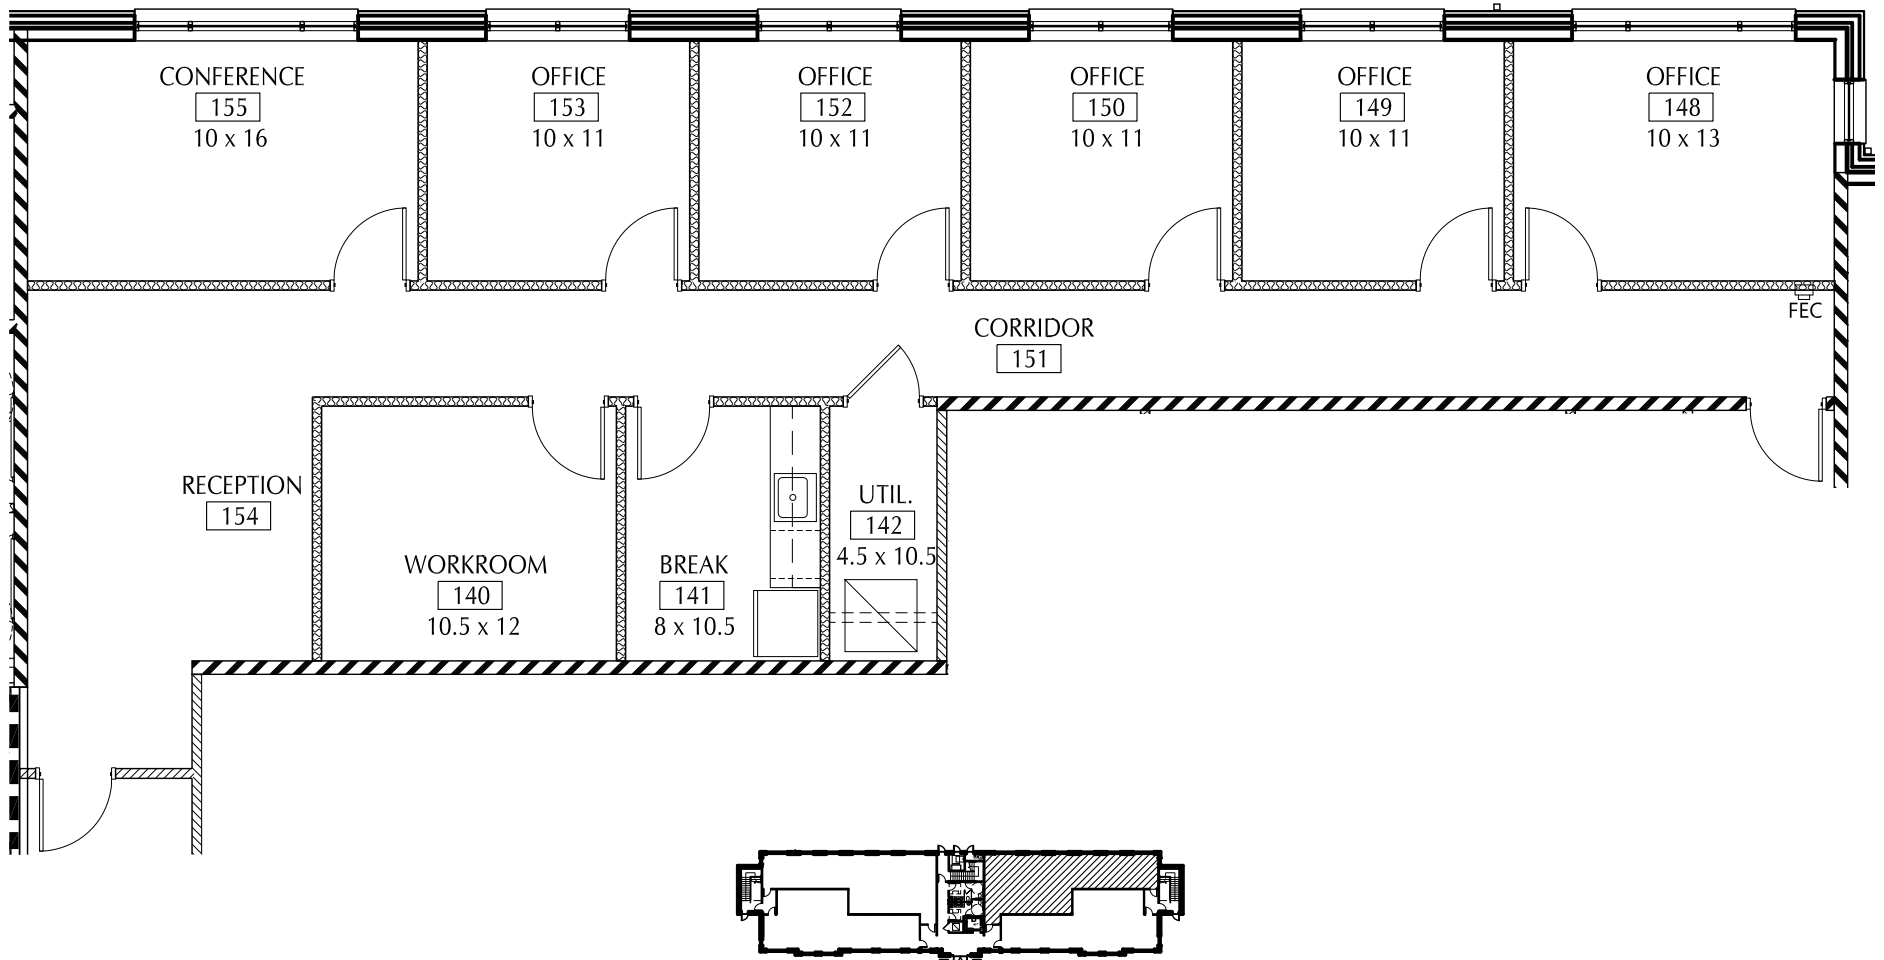 CONFERENCE
155
10 x 16
OFFICE
153
10 x 11
OFFICE
152
10 x 11
OFFICE
150
10 x 11
OFFICE
149
10 x 11
OFFICE
148
10 x 13
FEC
CORRIDOR
151
RECEPTION
154
WORKROOM
140
10.5 x 12
BREAK
141
8 x 10.5
UTIL.
142
4.5 x 10.5